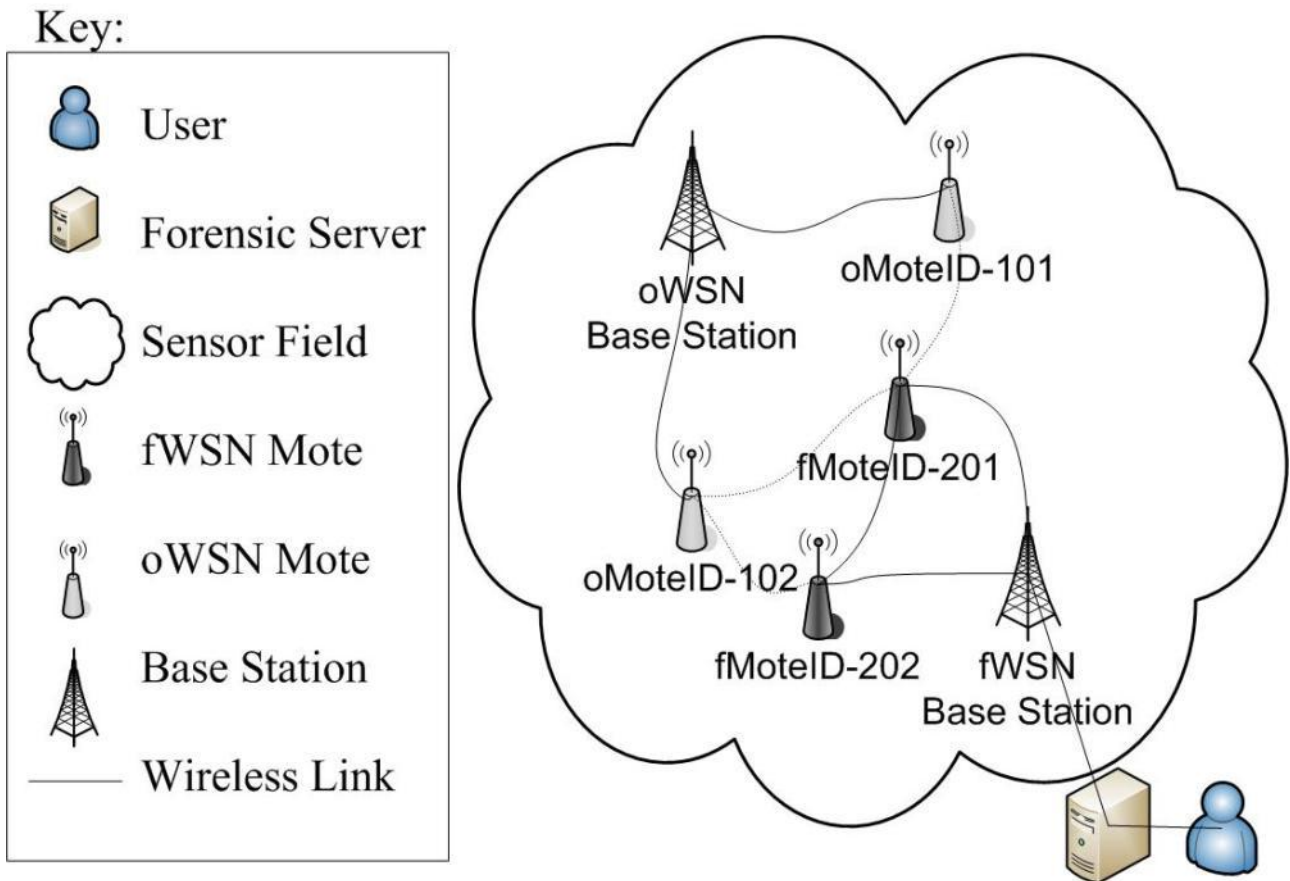 Key:
User
Forensic Server
Sensor Field
fWSN Mote
oWSN Mote
Base Station
Wireless Link
oWSN
Base Station
oMoteID-101
fMoteID-201
oMoteID-102
fMoteID-202
fWSN
Base Station